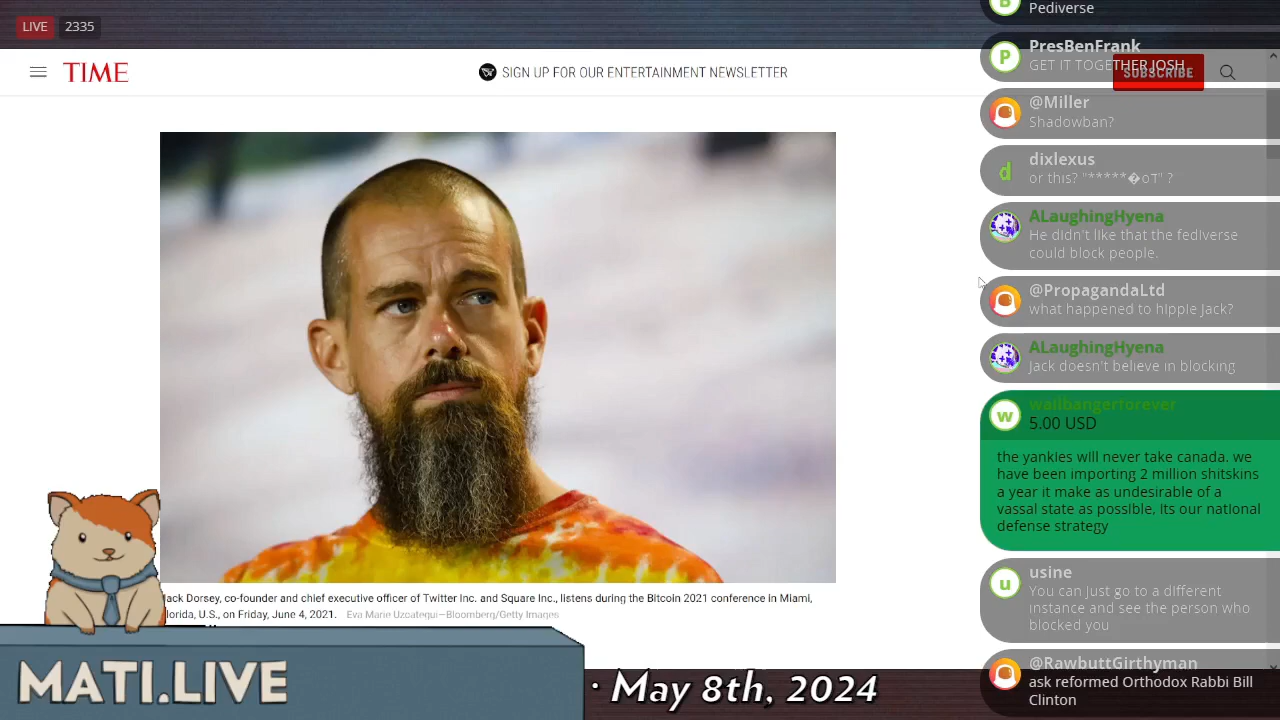 LIVE 2335
TIME
SIGN UP FOR OUR ENTERTAINMENT NEWSLETTER
SUBSCRIBE
ack Dorsey, co-founder and chief executive officer of Twitter Inc. and Square Inc., listens during the Bitcoin 2021 conference in Miami,
lorida, U.S., on Friday, June 4, 2021. Eva Marie Uzcategui—Bloomberg/Getty Images
Pediverse
P
PresBenFrank
GET IT TOGETHER JOSH
@Miller
Shadowban?
d
dixlexus
or this? "*****�oT" ?
ALaughingHyena
He didn't like that the fediverse
could block people.
@PropagandaLtd
what happened to hippie Jack?
ALaughingHyena
Jack doesn't believe in blocking
w
wallbangerforever
5.00 USD
the yankies will never take canada. we
have been importing 2 million shitskins
a year it make as undesirable of a
vassal state as possible, its our national
defense strategy
u
usine
You can just go to a different
instance and see the person who
blocked you
@RawbuttGirthyman
ask reformed Orthodox Rabbi Bill
Clinton
MATI.LIVE
· May 8th, 2024